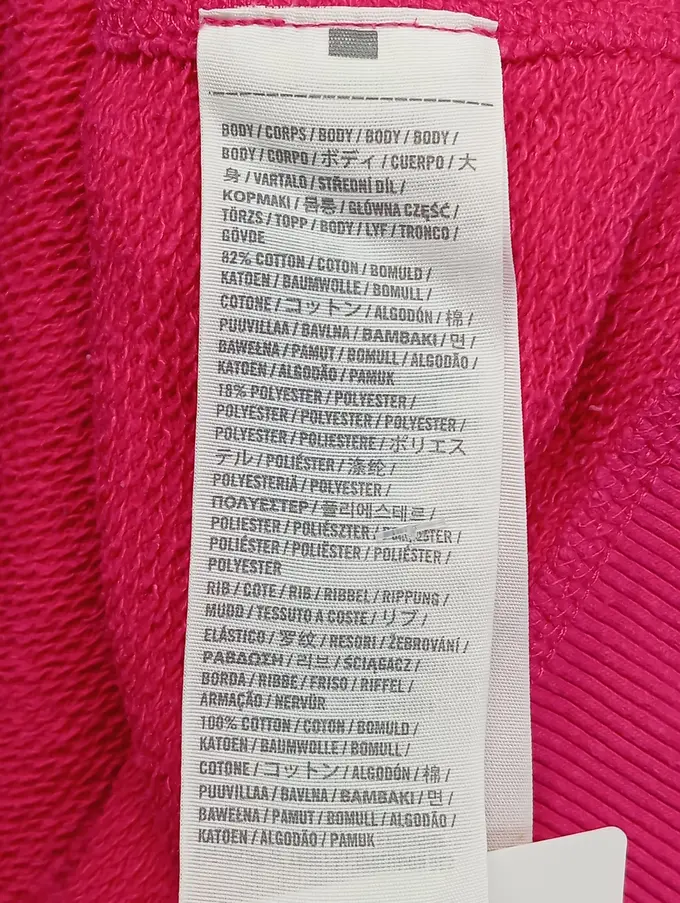 BODY / CORPS / BODY / BODY / BODY /
BODY / CORPO / ボディ / CUERPO / 大
身 / VARTALO / STŘEDNÍ DÍL /
ΚΟΡΜΑΚΙ / 몸통 / GŁÓWNA CZĘŚĆ /
TÖRZS / TOPP / BODY / LYF / TRONCO /
GÖVDE
82% COTTON / COTON / BOMULD /
KATOEN / BAUMWOLLE / BOMULL /
COTONE / コットン / ALGODÓN / 棉 /
PUUVILLAA / BAVLNA / ΒΑΜΒΑΚΙ / 면 /
BAWEŁNA / PAMUT / BOMULL / ALGODÃO /
KATOEN / ALGODÃO / PAMUK
18% POLYESTER / POLYESTER /
POLYESTER / POLYESTER / POLYESTER /
POLYESTER / POLIESTERE / ポリエス
テル / POLIÉSTER / 涤纶 /
POLYESTERIÄ / POLYESTER /
ΠΟΛΥΕΣΤΕΡ / 폴리에스테르 /
POLIESTER / POLIÉSZTER /
POLIÉSTER / POLIÉSTER / POLIÉSTER /
POLYESTER
RIB / COTE / RIB / RIBBEL / RIPPUNG /
MUDD / TESSUTO A COSTE / リブ /
ELÁSTICO / 罗纹 / RESORI / ŽEBROVÁNÍ /
ΡΑΒΔΩΣΗ / 리브 / ŚCIĄGACZ /
BORDA / RIBBE / FRISO / RIFFEL /
ARMAÇÃO / NERVÜR
100% COTTON / COTON / BOMULD /
KATOEN / BAUMWOLLE / BOMULL /
COTONE / コットン / ALGODÓN / 棉 /
PUUVILLAA / BAVLNA / ΒΑΜΒΑΚΙ / 면 /
BAWEŁNA / PAMUT / BOMULL / ALGODÃO /
KATOEN / ALGODÃO / PAMUK